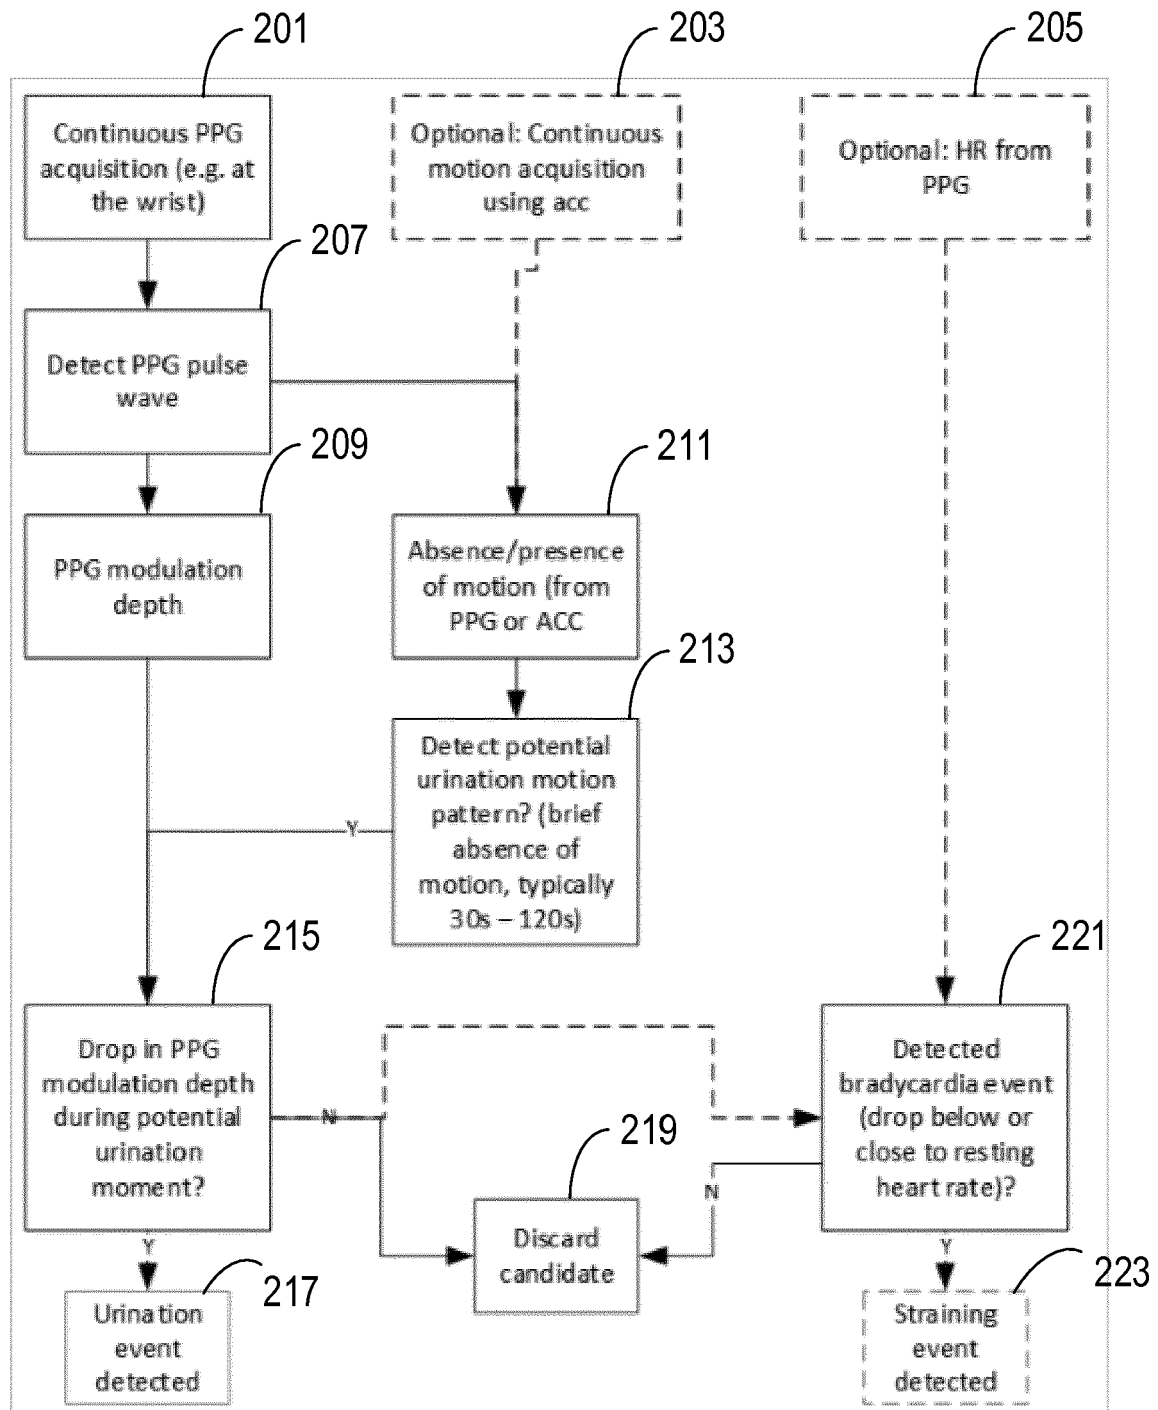 201
203
205
Continuous PPG
acquisition (e.g. at
the wrist)
Optional: Continuous
motion acquisition
using acc
Optional: HR from
PPG
207
Detect PPG pulse
wave
209
211
PPG modulation
depth
Absence/presence
of motion (from
PPG or ACC
213
Detect potential
urination motion
pattern? (brief
absence of
motion, typically
30s – 120s)
Y
215
221
Drop in PPG
modulation depth
during potential
urination
moment?
N
Detected
bradycardia event
(drop below or
close to resting
heart rate)?
219
N
Discard
candidate
Y
Y
217
223
Urination
event
detected
Straining
event
detected